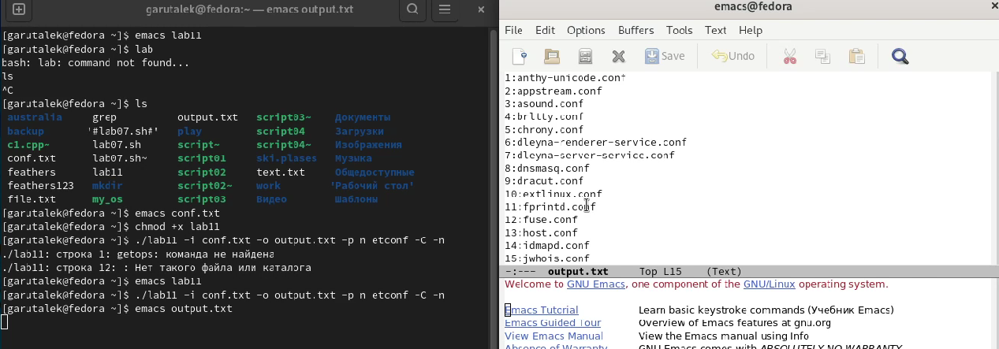 garutalek@fedora:~ — emacs output.txt
[garutalek@fedora ~]$ emacs lab11
[garutalek@fedora ~]$ lab
bash: lab: command not found...
ls
^C
[garutalek@fedora ~]$ ls
australia grep output.txt script03~ Документы
backup '#lab07.sh#' play script04 Загрузки
c1.cpp~ lab07.sh script~ script04~ Изображения
conf.txt lab07.sh~ script01 ski.plases Музыка
feathers lab11 script02 text.txt Общедоступные
feathers123 mkdir script02~ work 'Рабочий стол'
file.txt my_os script03 Видео Шаблоны
[garutalek@fedora ~]$ emacs conf.txt
[garutalek@fedora ~]$ chmod +x lab11
[garutalek@fedora ~]$ ./lab11 -i conf.txt -o output.txt -p n etconf -C -n
./lab11: строка 1: getops: команда не найдена
./lab11: строка 12: : Нет такого файла или каталога
[garutalek@fedora ~]$ emacs lab11
[garutalek@fedora ~]$ ./lab11 -i conf.txt -o output.txt -p n etconf -C -n
[garutalek@fedora ~]$ emacs output.txt
emacs@fedora
File Edit Options Buffers Tools Text Help
Save Undo
1:anthy-unicode.conf
2:appstream.conf
3:asound.conf
4:brltty.conf
5:chrony.conf
6:dleyna-renderer-service.conf
7:dleyna-server-service.conf
8:dnsmasq.conf
9:dracut.conf
10:extlinux.conf
11:fprintd.conf
12:fuse.conf
13:host.conf
14:idmapd.conf
15:jwhois.conf
-:--- output.txt Top L15 (Text)
Welcome to GNU Emacs, one component of the GNU/Linux operating system.
Emacs Tutorial Learn basic keystroke commands (Учебник Emacs)
Emacs Guided Tour Overview of Emacs features at gnu.org
View Emacs Manual View the Emacs manual using Info
Absence of Warranty GNU Emacs comes with ABSOLUTELY NO WARRANTY